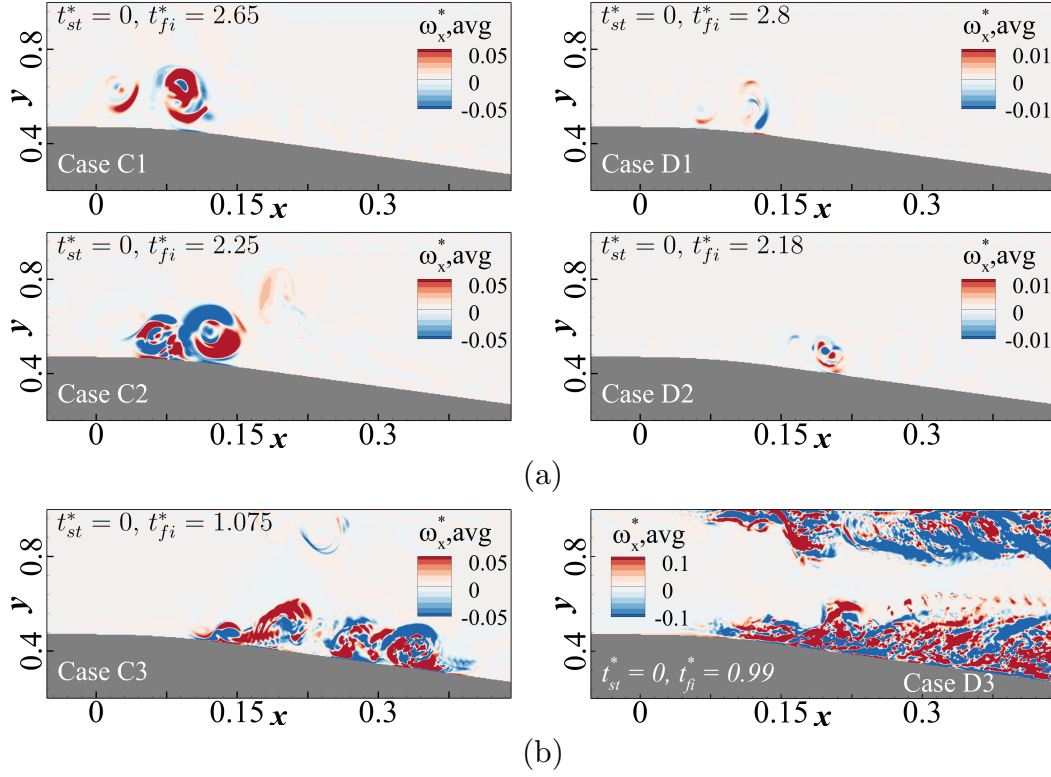 t*st = 0, t*fi = 2.65
ω*x,avg
0.05
0
-0.05
0.8
y
0.4
Case C1
0 0.15 x 0.3
t*st = 0, t*fi = 2.8
ω*x,avg
0.01
0
-0.01
0.8
y
0.4
Case D1
0 0.15 x 0.3
t*st = 0, t*fi = 2.25
ω*x,avg
0.05
0
-0.05
0.8
y
0.4
Case C2
0 0.15 x 0.3
t*st = 0, t*fi = 2.18
ω*x,avg
0.01
0
-0.01
0.8
y
0.4
Case D2
0 0.15 x 0.3
(a)
t*st = 0, t*fi = 1.075
ω*x,avg
0.05
0
-0.05
0.8
y
0.4
Case C3
0 0.15 x 0.3
ω*x,avg
0.1
0
-0.1
0.8
y
0.4
t*st = 0, t*fi = 0.99
Case D3
0 0.15 x 0.3
(b)